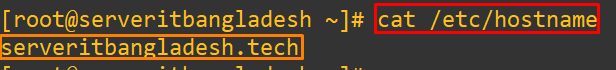 [root@serveritbangladesh ~]# cat /etc/hostname
serveritbangladesh.tech